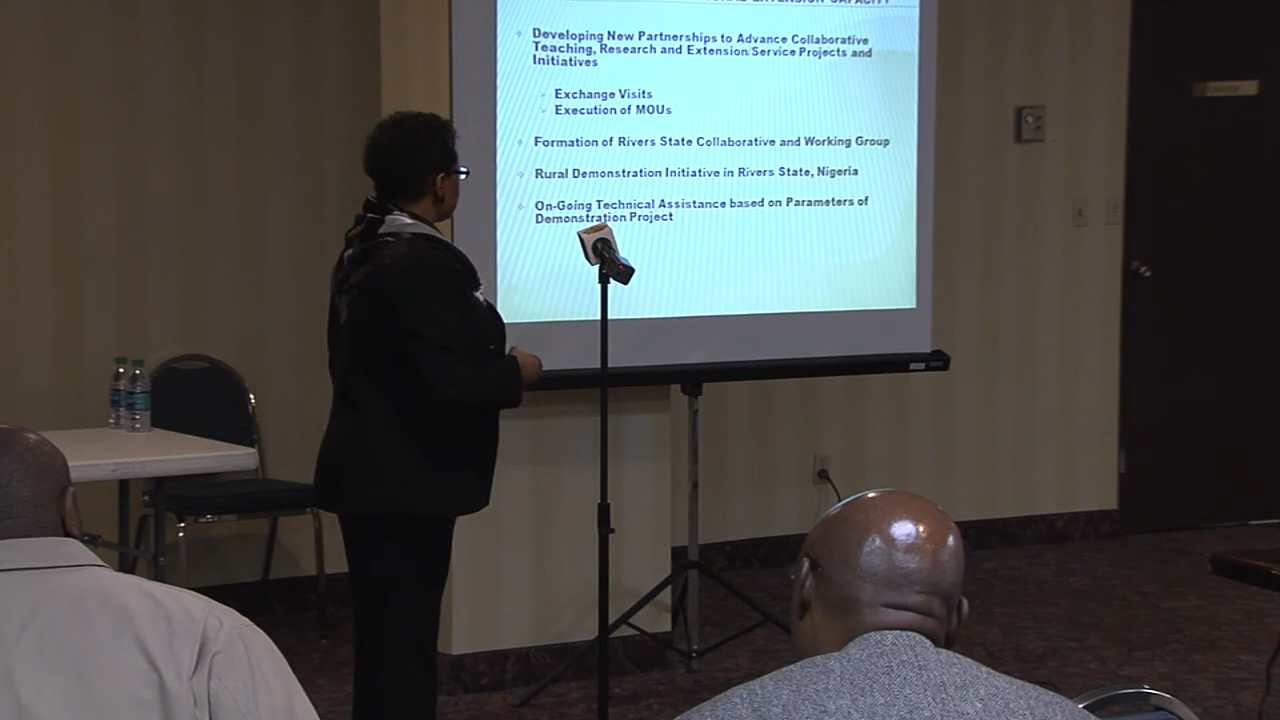 EXTENSION CAPACITY
Developing New Partnerships to Advance Collaborative
Teaching, Research and Extension/Service Projects and
Initiatives
Exchange Visits
Execution of MOUs
Formation of Rivers State Collaborative and Working Group
Rural Demonstration Initiative in Rivers State, Nigeria
On-Going Technical Assistance based on Parameters of
Demonstration Project